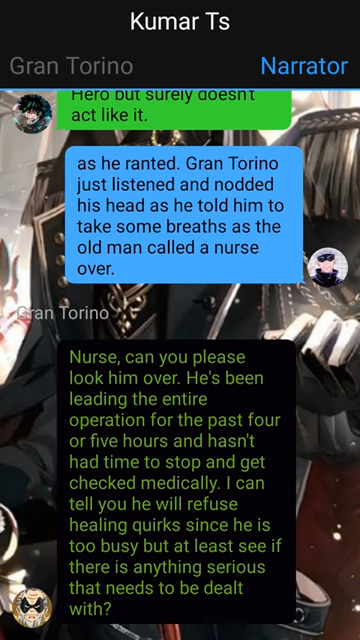 Kumar Ts
Gran Torino
Narrator
Hero but surely doesn't
act like it.
as he ranted. Gran Torino
just listened and nodded
his head as he told him to
take some breaths as the
old man called a nurse
over.
Gran Torino
Nurse, can you please
look him over. He's been
leading the entire
operation for the past four
or five hours and hasn't
had time to stop and get
checked medically. I can
tell you he will refuse
healing quirks since he is
too busy but at least see if
there is anything serious
that needs to be dealt
with?